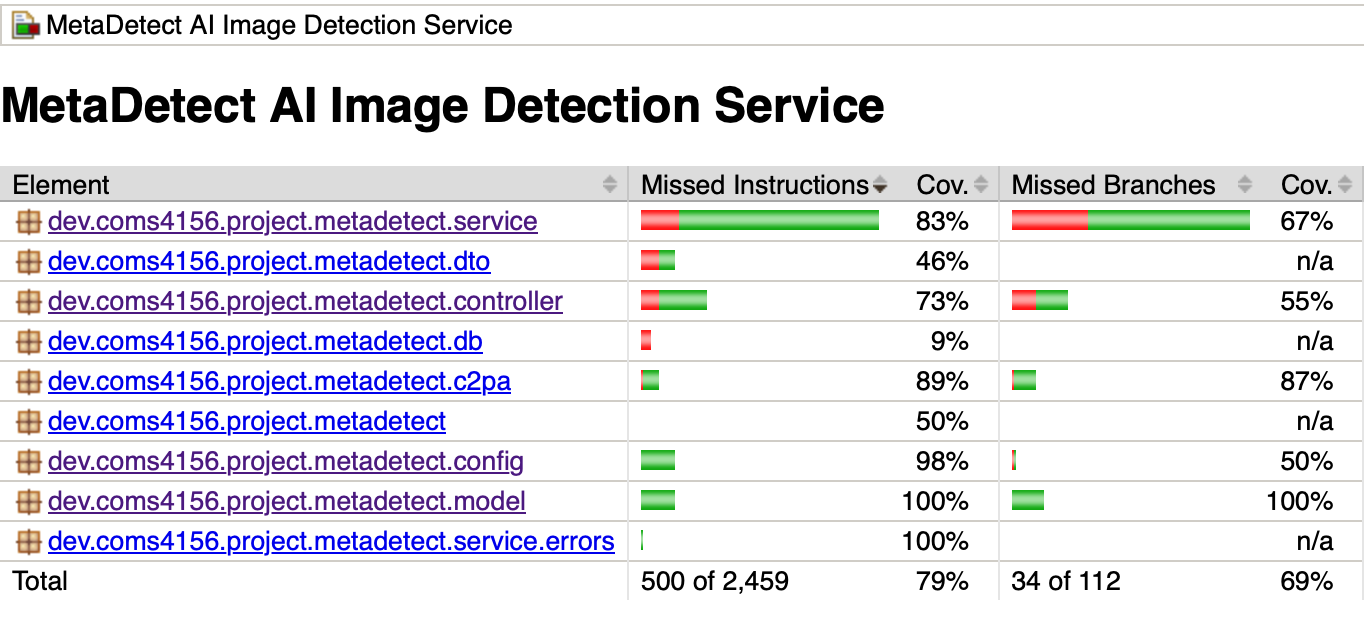 MetaDetect AI Image Detection Service
MetaDetect AI Image Detection Service
Element Missed Instructions Cov. Missed Branches Cov.
dev.coms4156.project.metadetect.service 83% 67%
dev.coms4156.project.metadetect.dto 46% n/a
dev.coms4156.project.metadetect.controller 73% 55%
dev.coms4156.project.metadetect.db 9% n/a
dev.coms4156.project.metadetect.c2pa 89% 87%
dev.coms4156.project.metadetect 50% n/a
dev.coms4156.project.metadetect.config 98% 50%
dev.coms4156.project.metadetect.model 100% 100%
dev.coms4156.project.metadetect.service.errors 100% n/a
Total 500 of 2,459 79% 34 of 112 69%